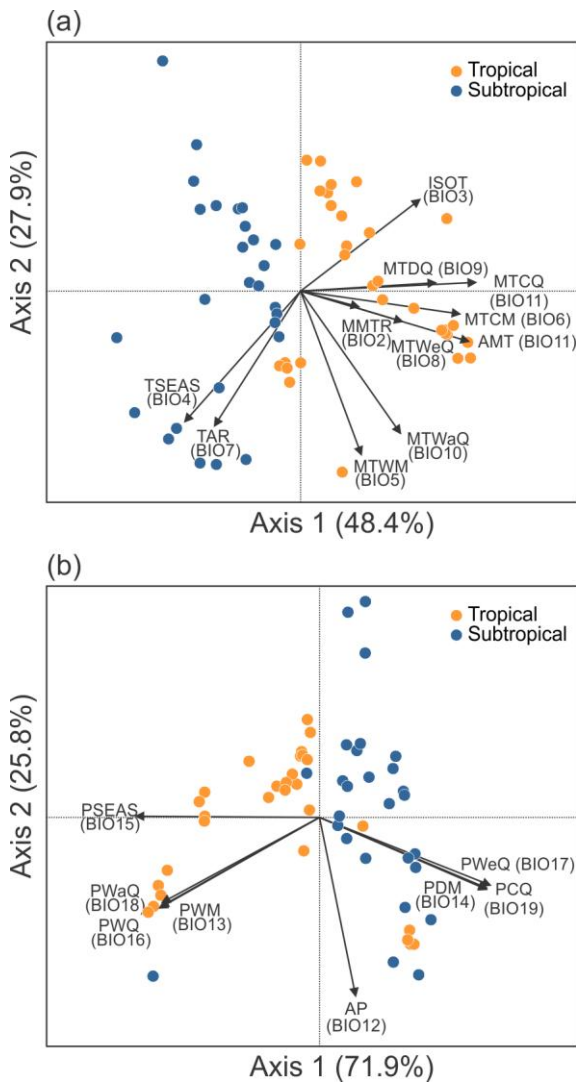 (a)
Tropical
Subtropical
Axis 2 (27.9%)
ISOT
(BIO3)
MTDQ (BIO9)
MTCQ
(BIO11)
MTCM (BIO6)
MMTR
(BIO2)
MTWeQ
(BIO8)
AMT (BIO11)
TSEAS
(BIO4)
TAR
(BIO7)
MTWaQ
(BIO10)
MTWM
(BIO5)
Axis 1 (48.4%)
(b)
Tropical
Subtropical
Axis 2 (25.8%)
PSEAS
(BIO15)
PWaQ
(BIO18)
PWQ
(BIO16)
PWM
(BIO13)
PWeQ (BIO17)
PDM
(BIO14)
PCQ
(BIO19)
AP
(BIO12)
Axis 1 (71.9%)